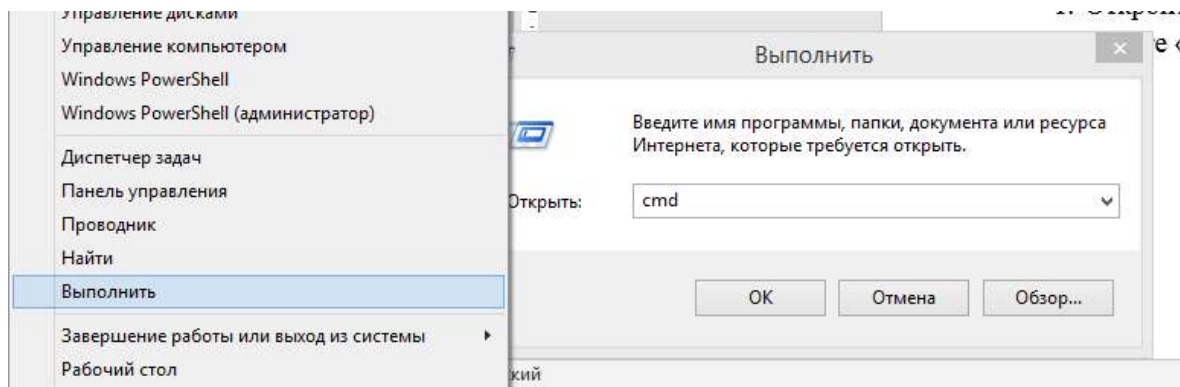 Управление дисками
Управление компьютером
Windows PowerShell
Windows PowerShell (администратор)
Диспетчер задач
Панель управления
Проводник
Найти
Выполнить
Завершение работы или выход из системы
Рабочий стол
Выполнить
Введите имя программы, папки, документа или ресурса
Интернета, которые требуется открыть.
Открыть:
cmd
ОК
Отмена
Обзор...
кий